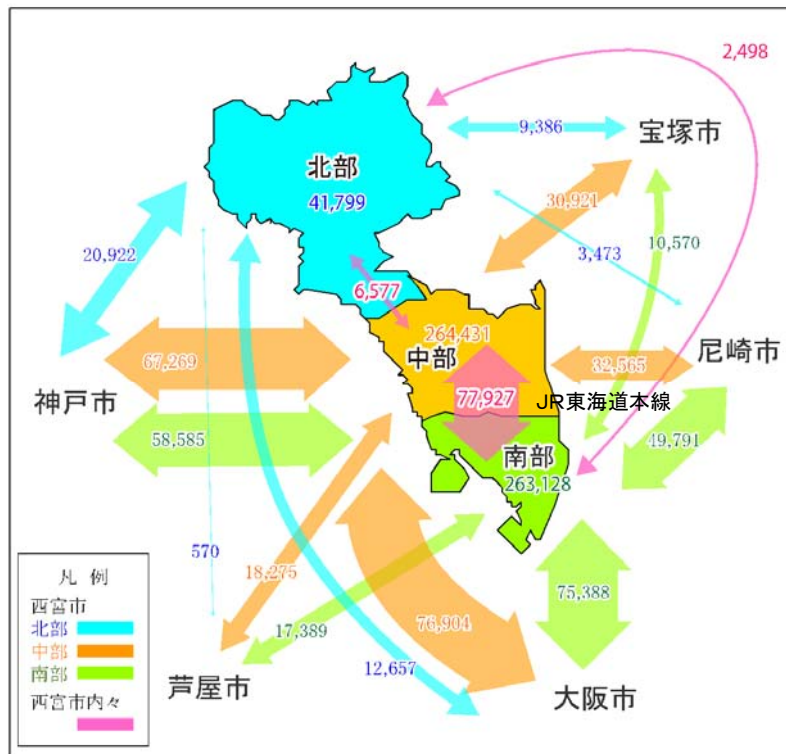 2,498
9,386
宝塚市
北部
41,799
30,921
20,922
3,473
10,570
6,577
264,431
中部
尼崎市
67,269
32,565
77,927
JR東海道本線
神戸市
58,585
49,791
南部
263,128
570
18,275
75,388
17,389
76,904
12,657
芦屋市
大阪市
凡 例
西宮市
北部
中部
南部
西宮市内々